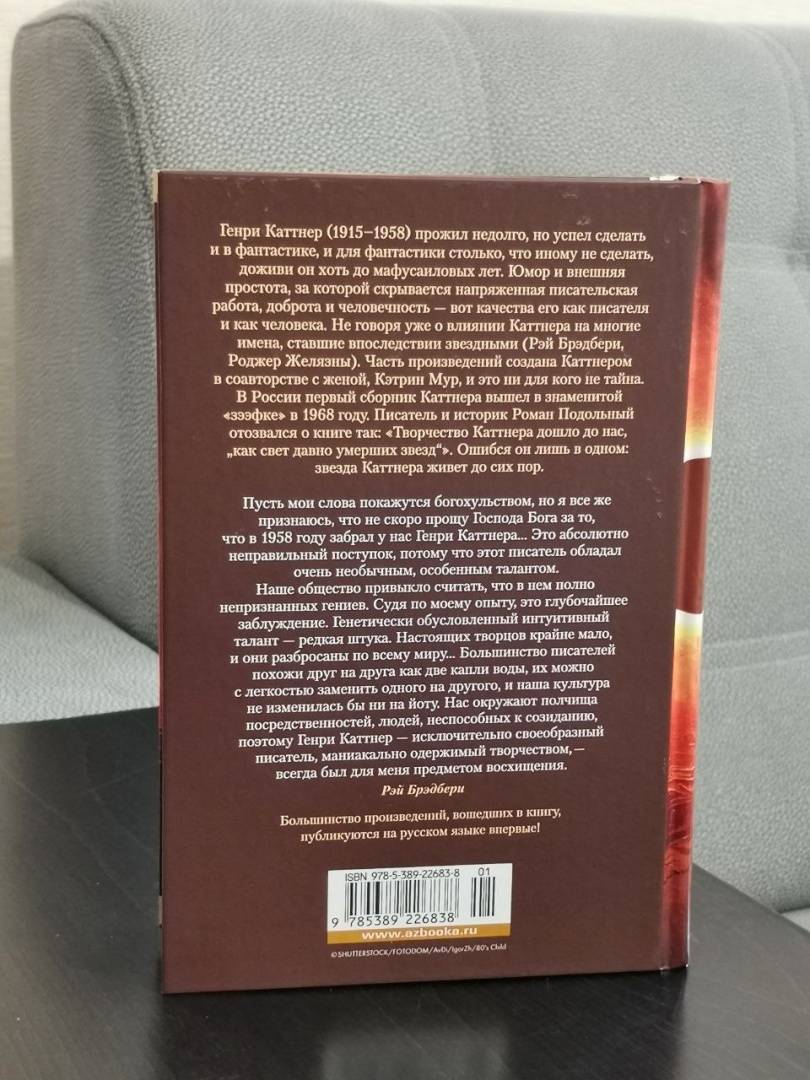 Генри Каттнер (1915–1958) прожил недолго, но успел сделать
и в фантастике, и для фантастики столько, что иному не сделать,
доживи он хоть до мафусаиловых лет. Юмор и внешняя
простота, за которой скрывается напряженная писательская
работа, доброта и человечность — вот качества его как писателя
и как человека. Не говоря уже о влиянии Каттнера на многие
имена, ставшие впоследствии звездными (Рэй Брэдбери,
Роджер Желязны). Часть произведений создана Каттнером
в соавторстве с женой, Кэтрин Мур, и это ни для кого не тайна.
В России первый сборник Каттнера вышел в знаменитой
«зээфке» в 1968 году. Писатель и историк Роман Подольный
отозвался о книге так: «Творчество Каттнера дошло до нас,
„как свет давно умерших звезд“». Ошибся он лишь в одном:
звезда Каттнера живет до сих пор.
Пусть мои слова покажутся богохульством, но я все же
признаюсь, что не скоро прощу Господа Бога за то,
что в 1958 году забрал у нас Генри Каттнера... Это абсолютно
неправильный поступок, потому что этот писатель обладал
очень необычным, особенным талантом.
Наше общество привыкло считать, что в нем полно
непризнанных гениев. Судя по моему опыту, это глубочайшее
заблуждение. Генетически обусловленный интуитивный
талант — редкая штука. Настоящих творцов крайне мало,
и они разбросаны по всему миру... Большинство писателей
похожи друг на друга как две капли воды, их можно
с легкостью заменить одного на другого, и наша культура
не изменилась бы ни на йоту. Нас окружают полчища
посредственностей, людей, неспособных к созиданию,
поэтому Генри Каттнер — исключительно своеобразный
писатель, маниакально одержимый творчеством, —
всегда был для меня предметом восхищения.
Рэй Брэдбери
Большинство произведений, вошедших в книгу,
публикуются на русском языке впервые!
ISBN 978-5-389-22683-8 01
9 785389 226838
www.azbooka.ru
© SHUTTERSTOCK/FOTODOM/AvDi/IgorZh/80's Child